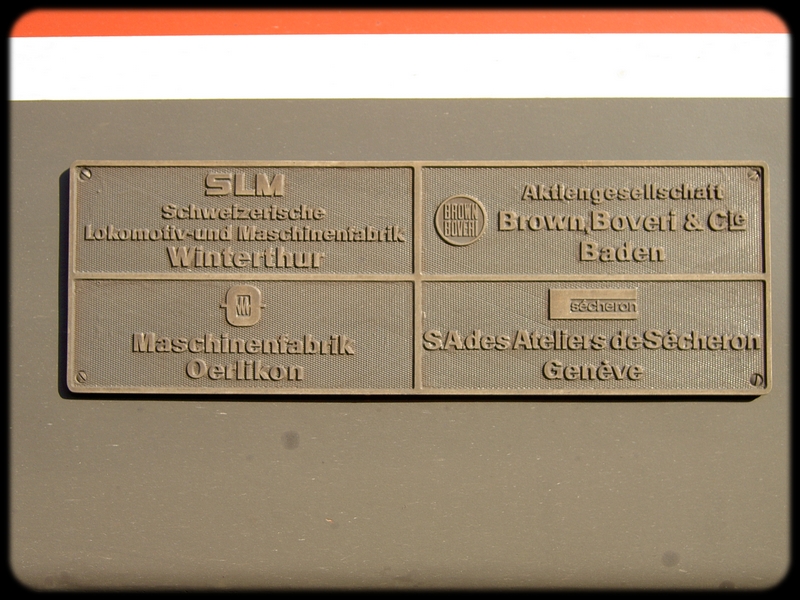 SLM
Schweizerische
Lokomotiv-und Maschinenfabrik
Winterthur
BROWN
BOVERI
Aktiengesellschaft
Brown, Boveri & Cie
Baden
Maschinenfabrik
Oerlikon
sécheron
S.A.des Ateliers de Sécheron
Genève